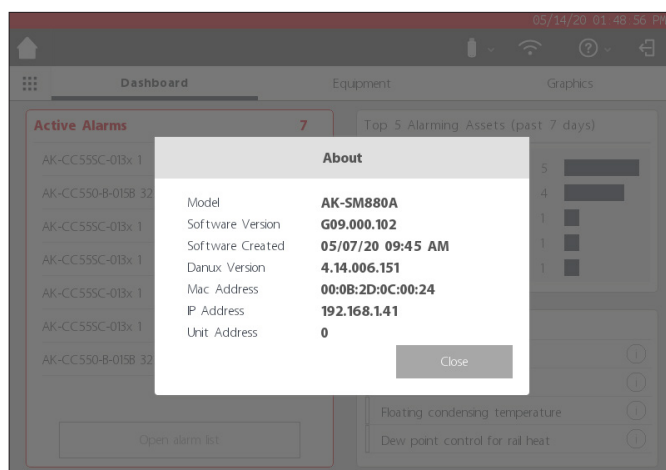 05/14/20 01 48 56 PM
Dashboard
Equipment
Graphics
Active Alarms 7
Top 5 Alarming Assets (past 7 days)
AK-CC55SC-013x 1
AK-CC550-B-015B 32
AK-CC55SC-013x 1
AK-CC55SC-013x 1
AK-CC55SC-013x 1
AK-CC55SC-013x 1
AK-CC550-B-015B 32
Open alarm list
5
4
1
1
1
About
Model AK-SM880A
Software Version G09.000.102
Software Created 05/07/20 09:45 AM
Danux Version 4.14.006.151
Mac Address 00:0B:2D:0C:00:24
IP Address 192.168.1.41
Unit Address 0
Close
Floating condensing temperature
Dew point control for rail heat